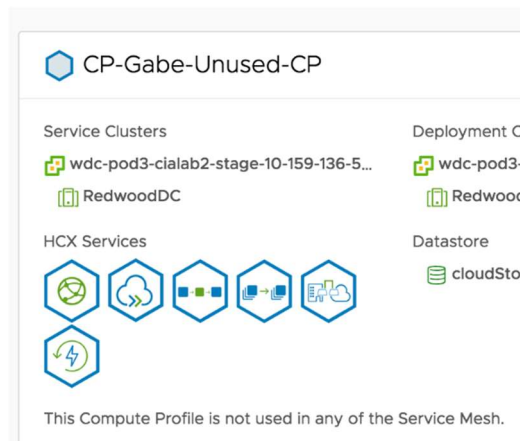 CP-Gabe-Unused-CP
Service Clusters
wdc-pod3-cialab2-stage-10-159-136-5...
RedwoodDC
HCX Services
Deployment C
wdc-pod3-
Redwood
Datastore
cloudSto
This Compute Profile is not used in any of the Service Mesh.